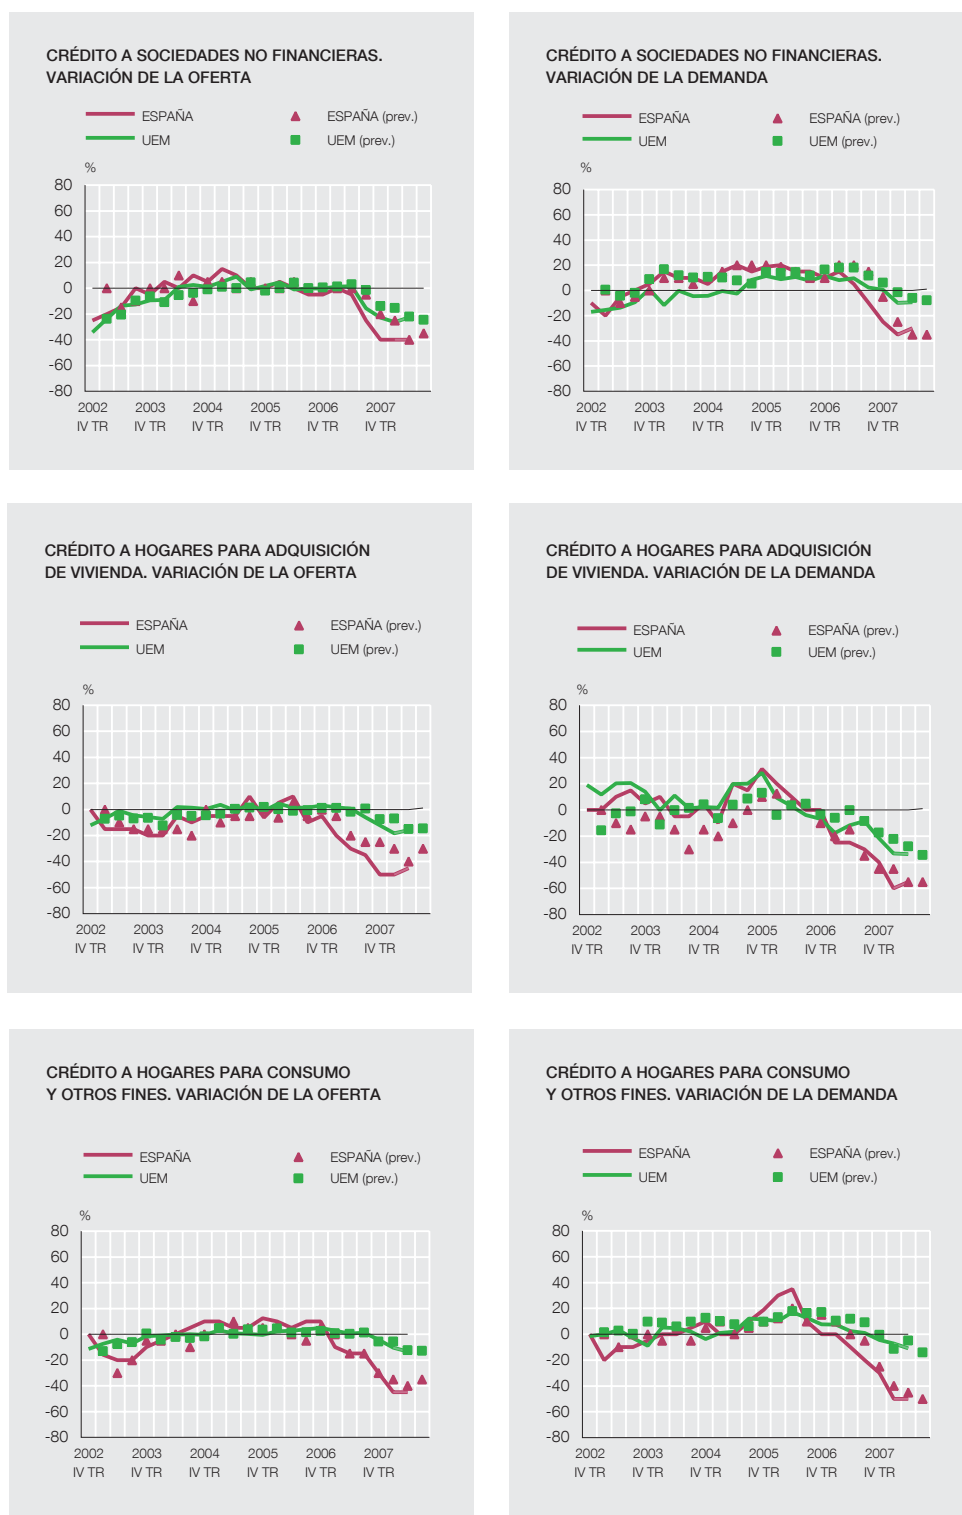 CRÉDITO A SOCIEDADES NO FINANCIERAS.
VARIACIÓN DE LA OFERTA
ESPAÑA
ESPAÑA (prev.)
UEM
UEM (prev.)
%
80
60
40
20
0
-20
-40
-60
-80
2002 2003 2004 2005 2006 2007
IV TR IV TR IV TR IV TR IV TR IV TR
CRÉDITO A SOCIEDADES NO FINANCIERAS.
VARIACIÓN DE LA DEMANDA
ESPAÑA
ESPAÑA (prev.)
UEM
UEM (prev.)
%
80
60
40
20
0
-20
-40
-60
-80
2002 2003 2004 2005 2006 2007
IV TR IV TR IV TR IV TR IV TR IV TR
CRÉDITO A HOGARES PARA ADQUISICIÓN
DE VIVIENDA. VARIACIÓN DE LA OFERTA
ESPAÑA
ESPAÑA (prev.)
UEM
UEM (prev.)
%
80
60
40
20
0
-20
-40
-60
-80
2002 2003 2004 2005 2006 2007
IV TR IV TR IV TR IV TR IV TR IV TR
CRÉDITO A HOGARES PARA ADQUISICIÓN
DE VIVIENDA. VARIACIÓN DE LA DEMANDA
ESPAÑA
ESPAÑA (prev.)
UEM
UEM (prev.)
%
80
60
40
20
0
-20
-40
-60
-80
2002 2003 2004 2005 2006 2007
IV TR IV TR IV TR IV TR IV TR IV TR
CRÉDITO A HOGARES PARA CONSUMO
Y OTROS FINES. VARIACIÓN DE LA OFERTA
ESPAÑA
ESPAÑA (prev.)
UEM
UEM (prev.)
%
80
60
40
20
0
-20
-40
-60
-80
2002 2003 2004 2005 2006 2007
IV TR IV TR IV TR IV TR IV TR IV TR
CRÉDITO A HOGARES PARA CONSUMO
Y OTROS FINES. VARIACIÓN DE LA DEMANDA
ESPAÑA
ESPAÑA (prev.)
UEM
UEM (prev.)
%
80
60
40
20
0
-20
-40
-60
-80
2002 2003 2004 2005 2006 2007
IV TR IV TR IV TR IV TR IV TR IV TR